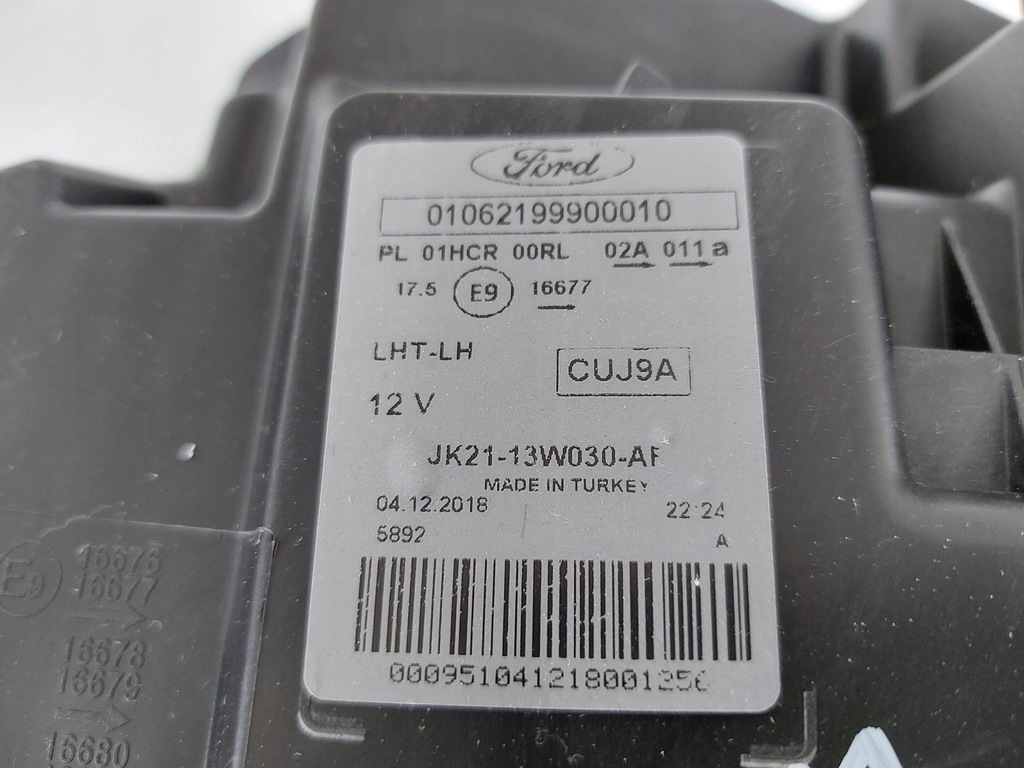 Ford
01062199900010
PL 01HCR 00RL 02A 011a
17.5 E9 16677
LHT-LH CUJ9A
12 V
JK21-13W030-AF
MADE IN TURKEY
04.12.2018 22:24
5892 A
000951041218001256
E9 16676
16677
16678
16679
16680